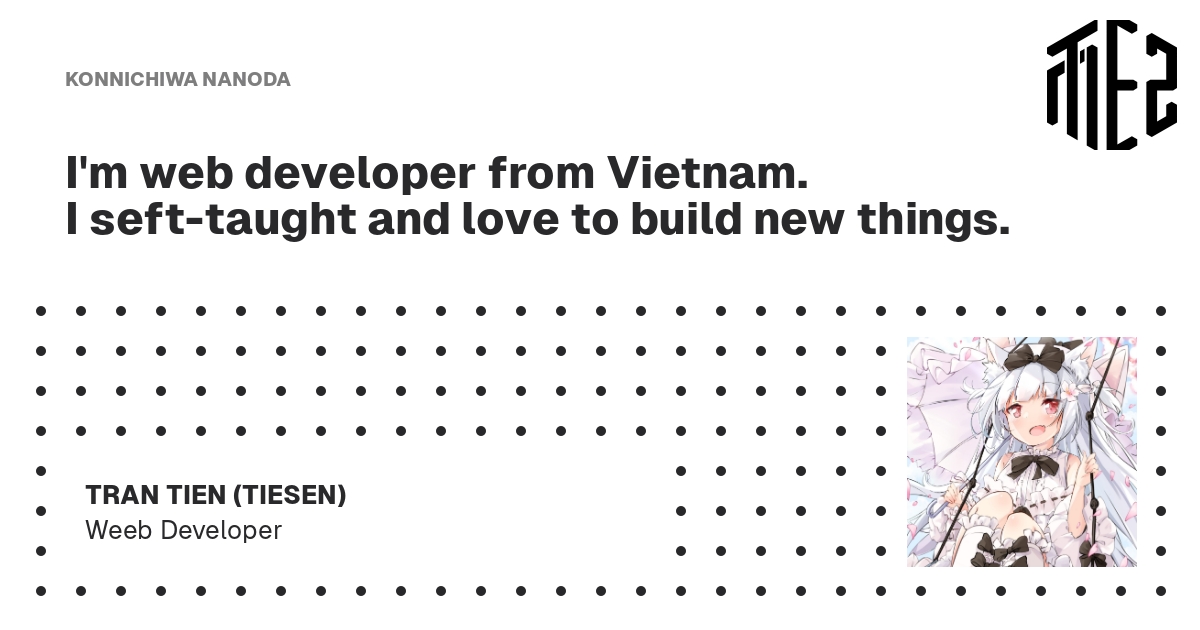 KONNICHIWA NANODA
TIES
I'm web developer from Vietnam.
I seft-taught and love to build new things.
TRAN TIEN (TIESEN)
Weeb Developer